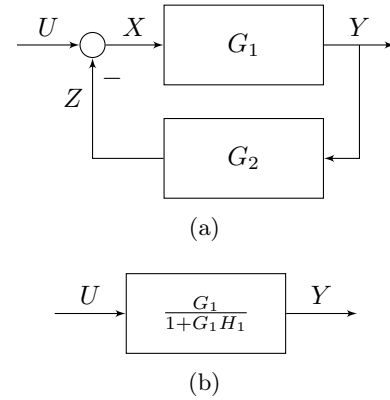 U X G₁ Y
−
Z
G₂
(a)
U G₁/(1+G₁H₁) Y
(b)